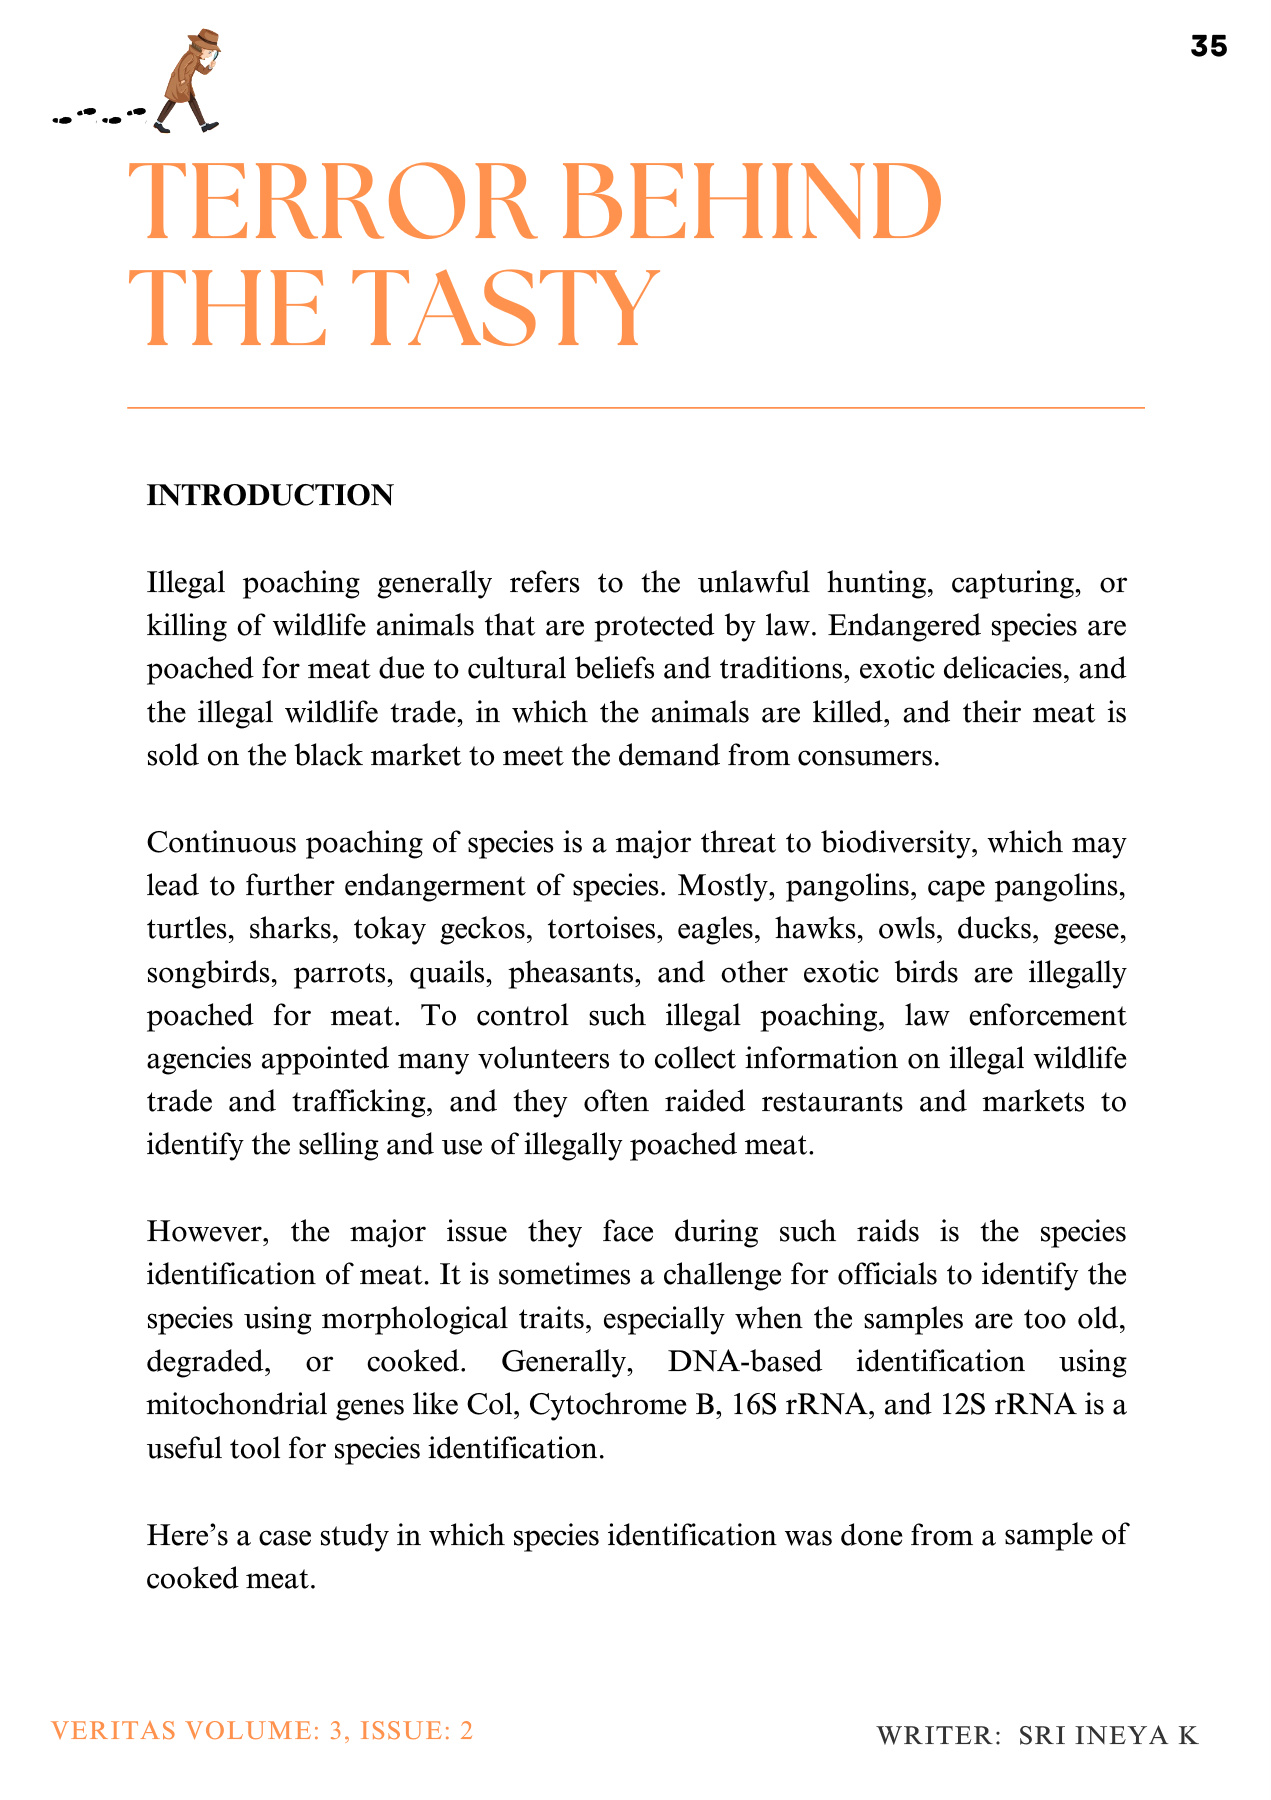 35
TERROR BEHIND
THE TASTY
INTRODUCTION
Illegal poaching generally refers to the unlawful hunting, capturing, or
killing of wildlife animals that are protected by law. Endangered species are
poached for meat due to cultural beliefs and traditions, exotic delicacies, and
the illegal wildlife trade, in which the animals are killed, and their meat is
sold on the black market to meet the demand from consumers.
Continuous poaching of species is a major threat to biodiversity, which may
lead to further endangerment of species. Mostly, pangolins, cape pangolins,
turtles, sharks, tokay geckos, tortoises, eagles, hawks, owls, ducks, geese,
songbirds, parrots, quails, pheasants, and other exotic birds are illegally
poached for meat. To control such illegal poaching, law enforcement
agencies appointed many volunteers to collect information on illegal wildlife
trade and trafficking, and they often raided restaurants and markets to
identify the selling and use of illegally poached meat.
However, the major issue they face during such raids is the species
identification of meat. It is sometimes a challenge for officials to identify the
species using morphological traits, especially when the samples are too old,
degraded, or cooked. Generally, DNA-based identification using
mitochondrial genes like Col, Cytochrome B, 16S rRNA, and 12S rRNA is a
useful tool for species identification.
Here’s a case study in which species identification was done from a sample of
cooked meat.
VERITAS VOLUME: 3, ISSUE: 2
WRITER: SRI INEYA K